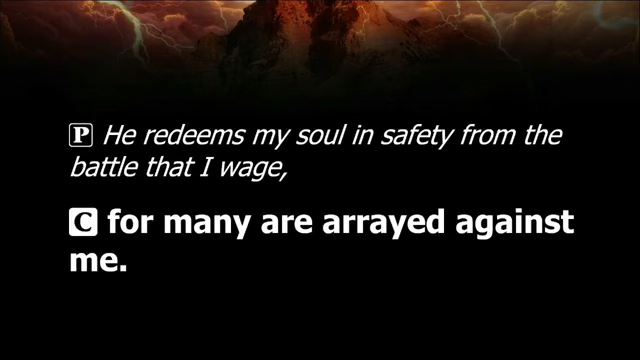 P He redeems my soul in safety from the
battle that I wage,
C for many are arrayed against
me.